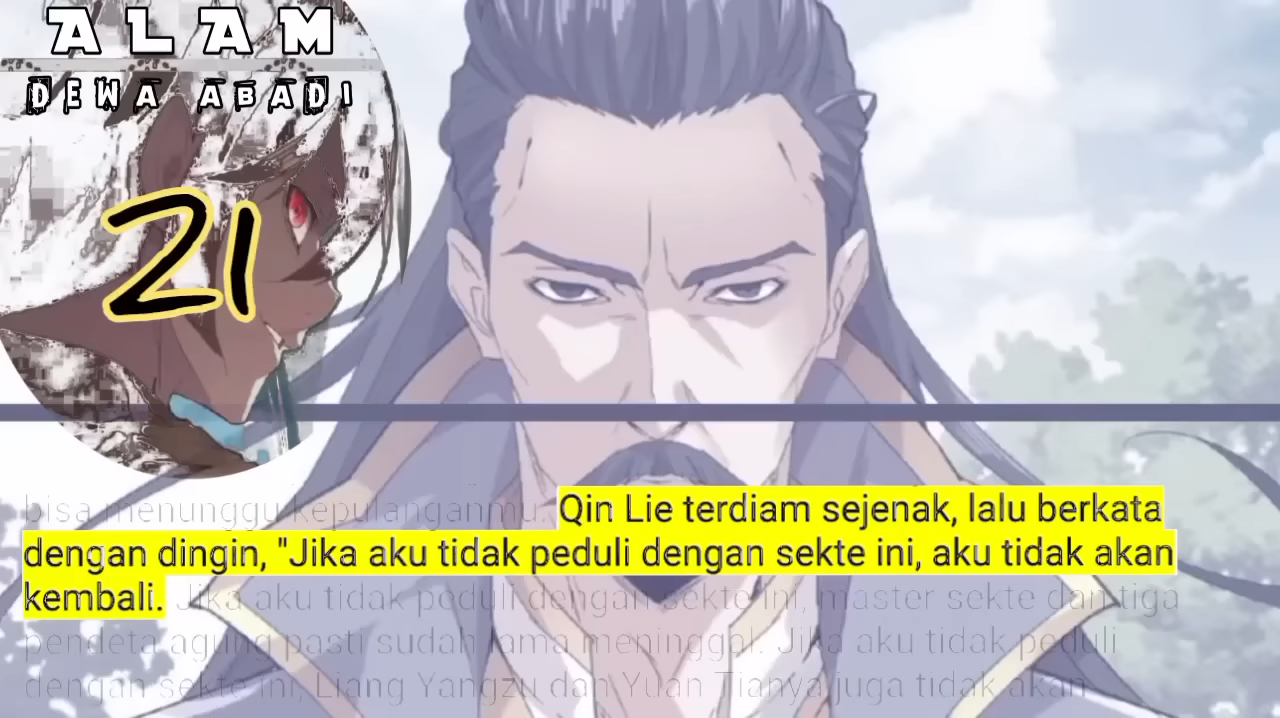 ALAM
DEWA ABADI
21
bisa menunggu kepulanganmu. Qin Lie terdiam sejenak, lalu berkata
dengan dingin, "Jika aku tidak peduli dengan sekte ini, aku tidak akan
kembali. Jika aku tidak peduli dengan sekte ini, master sekte dan tiga
pendeta agung pasti sudah lama meninggal. Jika aku tidak peduli
dengan sekte ini, Liang Yangzu dan Yuan Tianya juga tidak akan